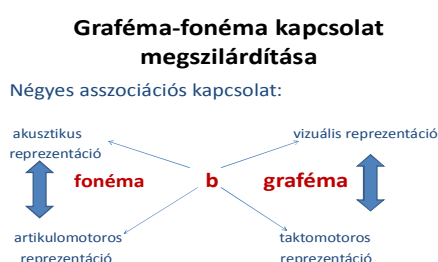 Graféma-fonéma kapcsolat
megszilárdítása
Négyes asszociációs kapcsolat:
akusztikus
reprezentáció
vizuális reprezentáció
fonéma b graféma
artikulomotoros
reprezentáció
taktomotoros
reprezentáció